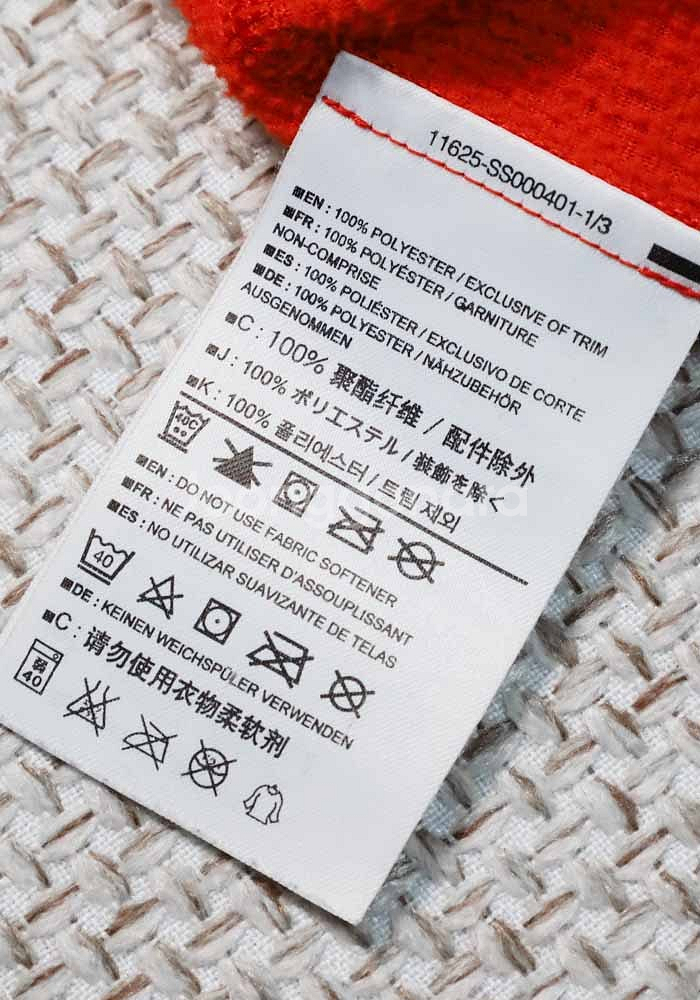 11625-SS000401-1/3
EN : 100% POLYESTER / EXCLUSIVE OF TRIM
FR : 100% POLYESTER / GARNITURE
NON-COMPRISE
ES : 100% POLIÉSTER / EXCLUSIVO DE CORTE
DE : 100% POLYESTER / NÄHZUBEHÖR
AUSGENOMMEN
C : 100% 聚酯纤维 / 配件除外
J : 100% ポリエステル / 装飾を除く
K : 100% 폴리에스터 / 트림 제외
40C
EN : DO NOT USE FABRIC SOFTENER
FR : NE PAS UTILISER D'ASSOUPLISSANT
ES : NO UTILIZAR SUAVIZANTE DE TELAS
40
DE : KEINEN WEICHSPÜLER VERWENDEN
C : 请勿使用衣物柔软剂
弱
40